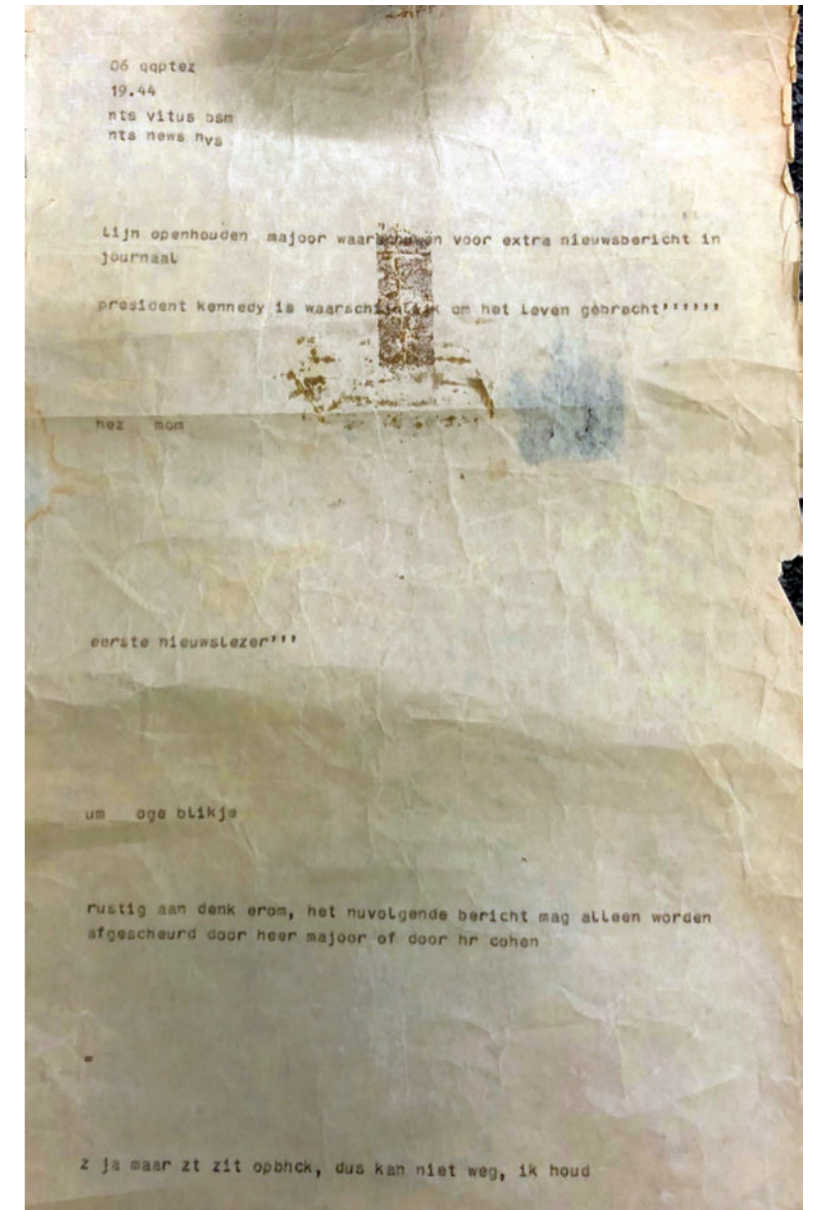 06 qqptez
19.44
nts vitus bsm
nts news nvs
lijn openhouden majoor waarschuwen voor extra nieuwsbericht in
journaal
president kennedy is waarschijnlijk om het leven gebracht''''''
hez mom
eerste nieuwslezer'''
um oge blikje
rustig aan denk erom, het nuvolgende bericht mag alleen worden
afgescheurd door heer majoor of door hr cohen
=
z ja maar zt zit opbhck, dus kan niet weg, ik houd